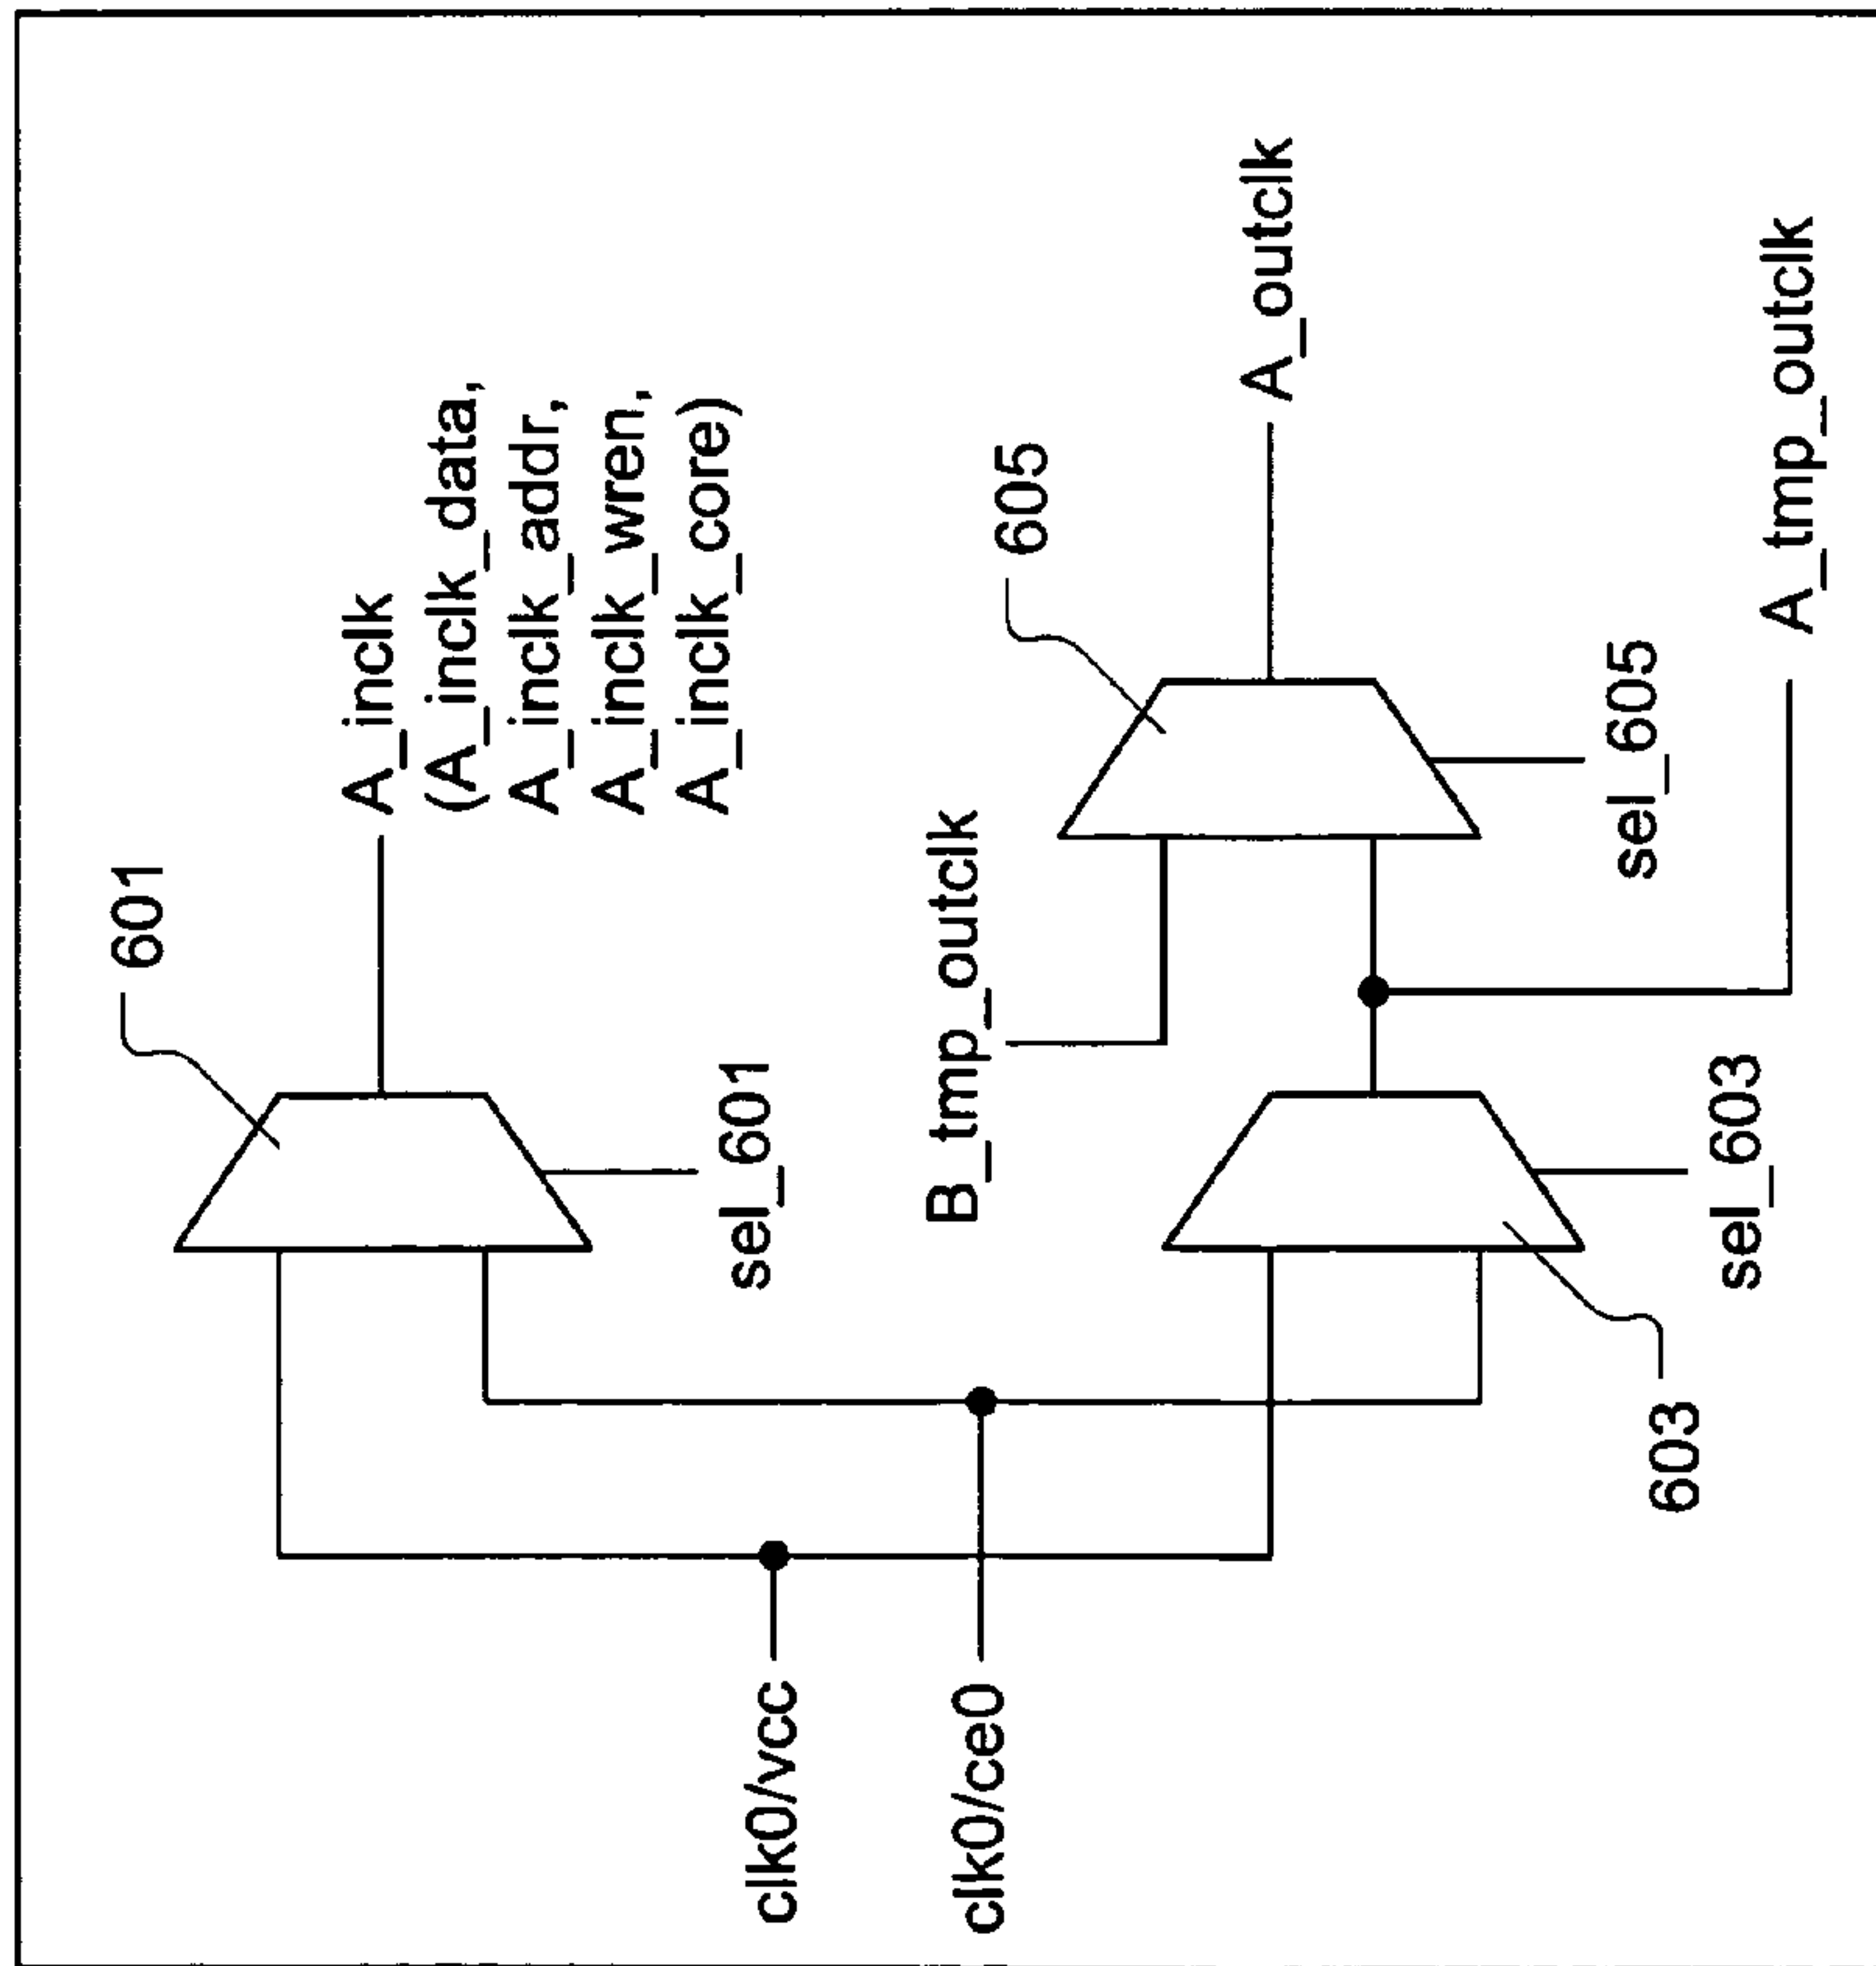 601
A_inclk
(A_inclk_data,
A_inclk_addr,
A_inclk_wren,
A_inclk_core)
sel_601
clk0/vcc
clk0/ce0
B_tmp_outclk
605
A_outclk
sel_605
603
sel_603
A_tmp_outclk